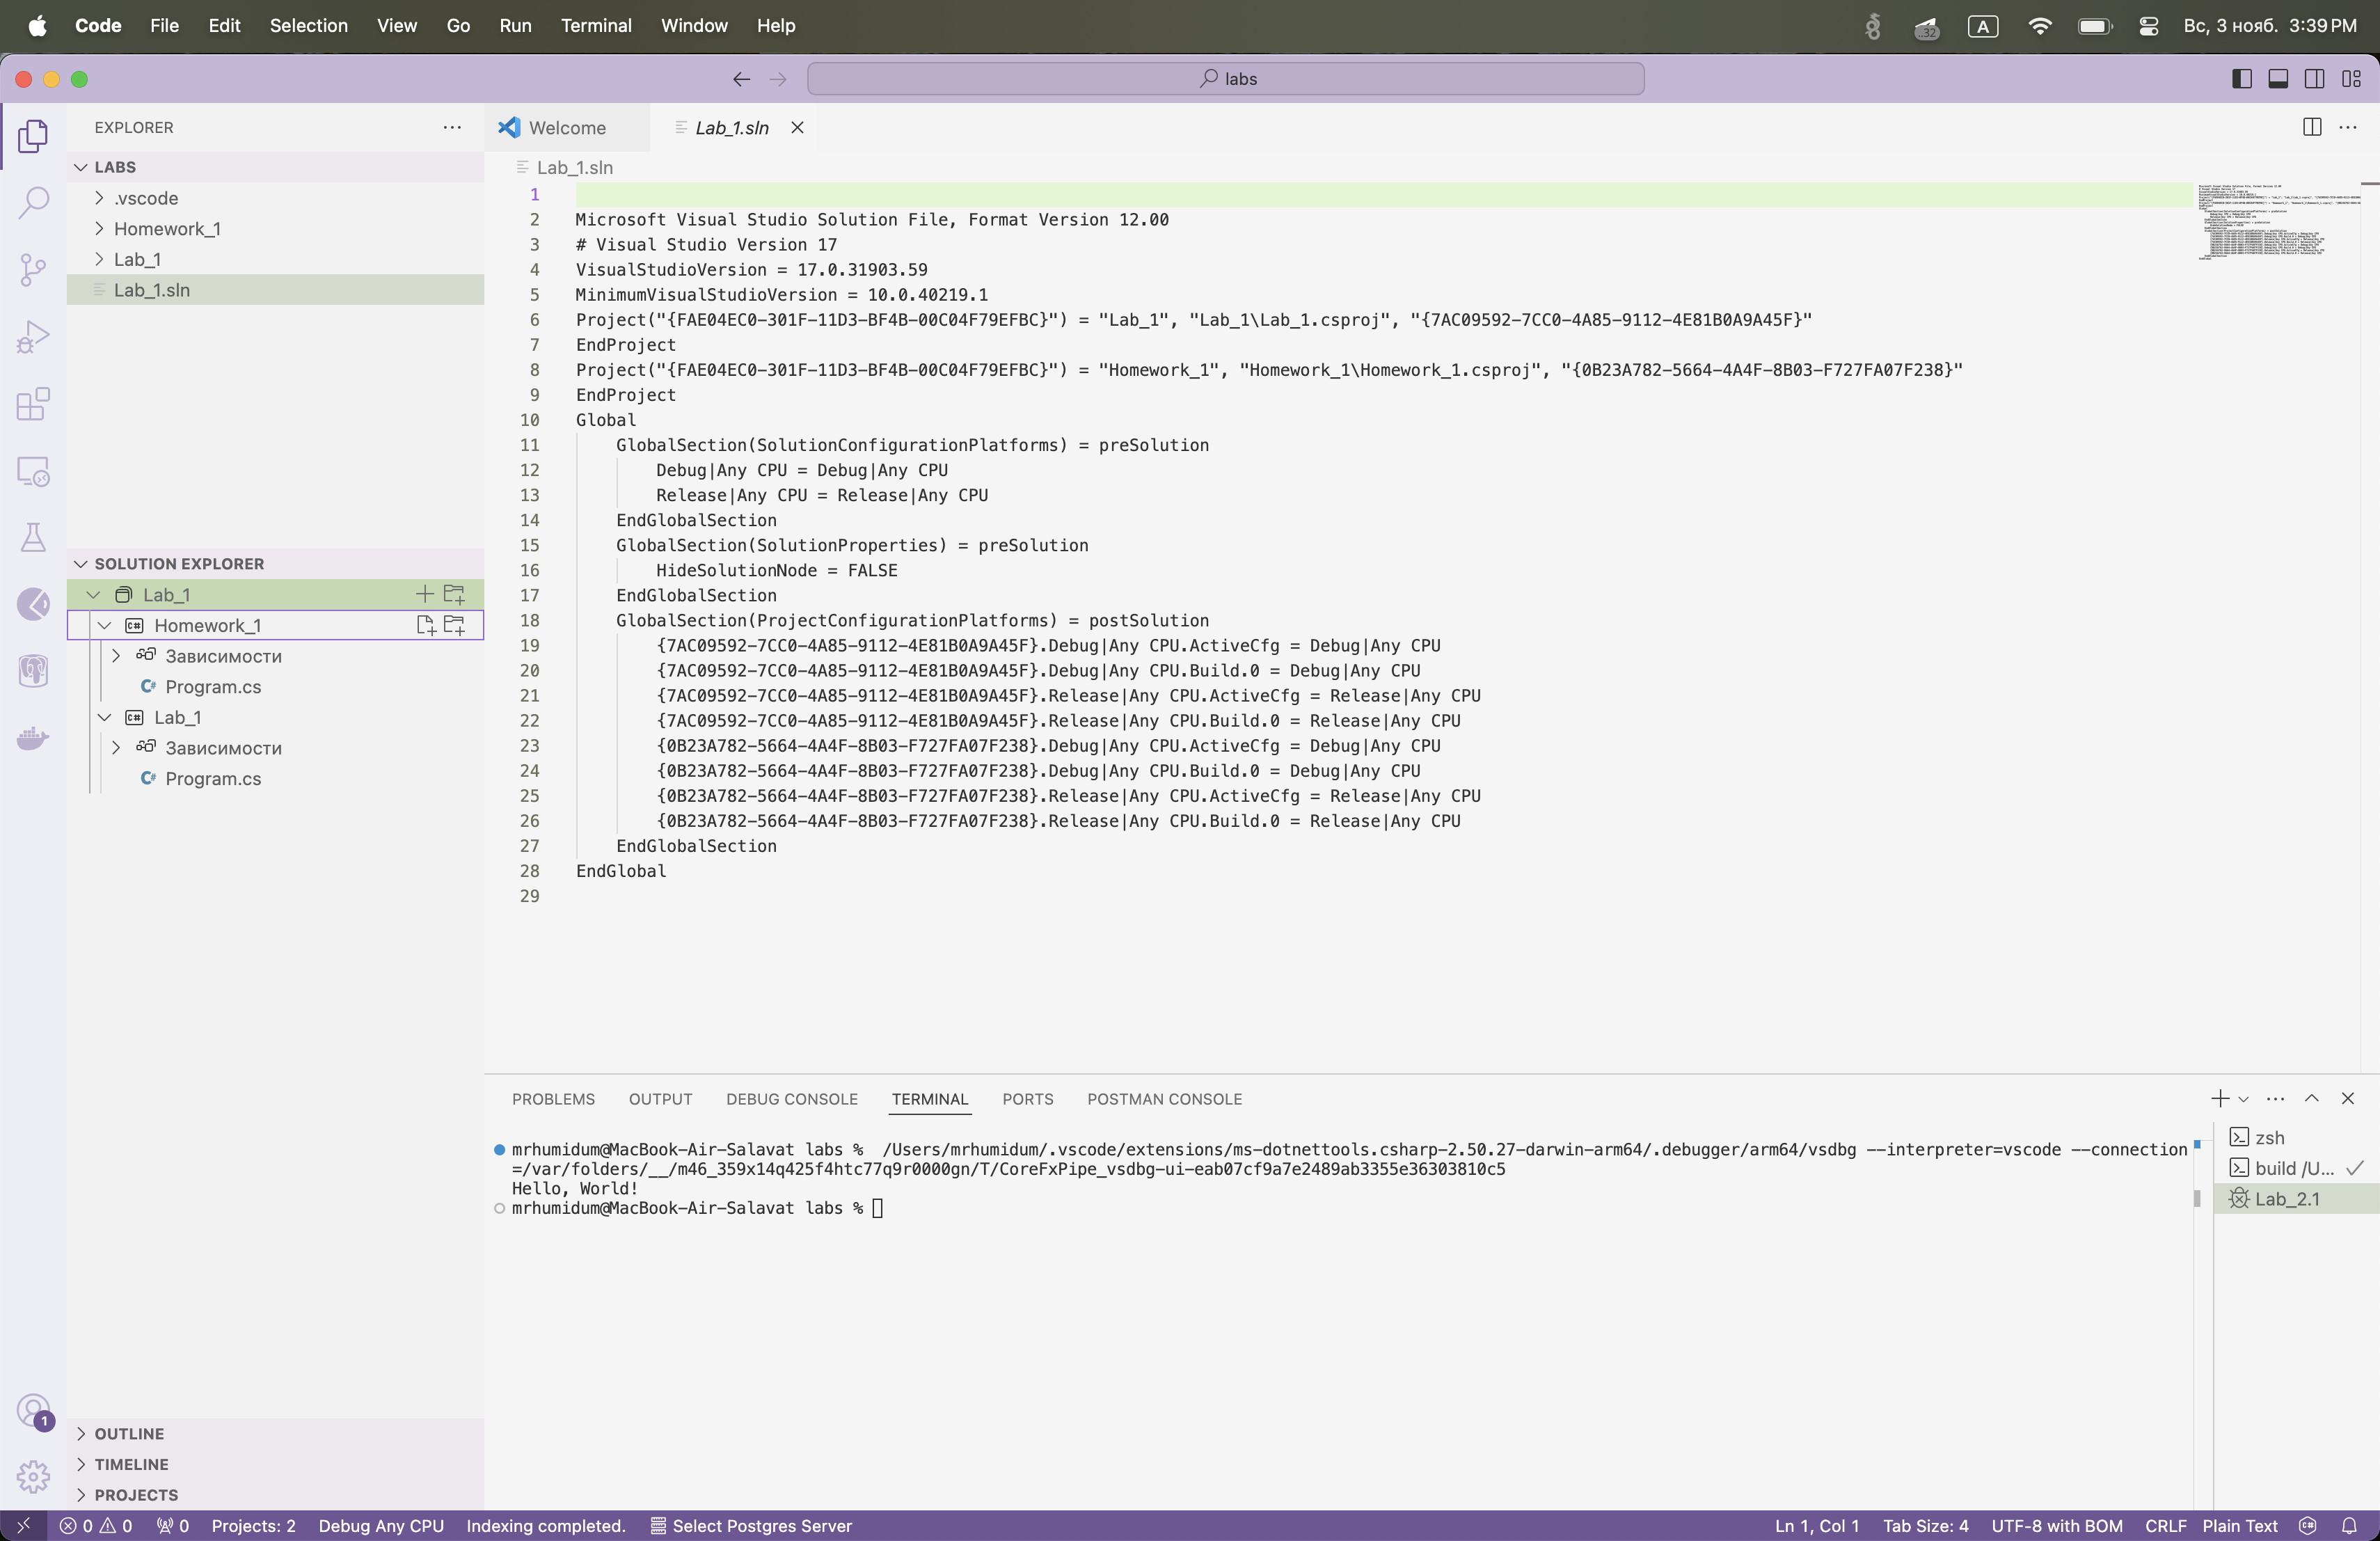 Code File Edit Selection View Go Run Terminal Window Help
..32 A Вс, 3 нояб. 3:39 PM
labs
EXPLORER
LABS
.vscode
Homework_1
Lab_1
Lab_1.sln
SOLUTION EXPLORER
Lab_1
Homework_1
Зависимости
Program.cs
Lab_1
Зависимости
Program.cs
1
OUTLINE
TIMELINE
PROJECTS
Welcome Lab_1.sln
Lab_1.sln
1
2 Microsoft Visual Studio Solution File, Format Version 12.00
3 # Visual Studio Version 17
4 VisualStudioVersion = 17.0.31903.59
5 MinimumVisualStudioVersion = 10.0.40219.1
6 Project("{FAE04EC0-301F-11D3-BF4B-00C04F79EFBC}") = "Lab_1", "Lab_1\Lab_1.csproj", "{7AC09592-7CC0-4A85-9112-4E81B0A9A45F}"
7 EndProject
8 Project("{FAE04EC0-301F-11D3-BF4B-00C04F79EFBC}") = "Homework_1", "Homework_1\Homework_1.csproj", "{0B23A782-5664-4A4F-8B03-F727FA07F238}"
9 EndProject
10 Global
11 GlobalSection(SolutionConfigurationPlatforms) = preSolution
12 Debug|Any CPU = Debug|Any CPU
13 Release|Any CPU = Release|Any CPU
14 EndGlobalSection
15 GlobalSection(SolutionProperties) = preSolution
16 HideSolutionNode = FALSE
17 EndGlobalSection
18 GlobalSection(ProjectConfigurationPlatforms) = postSolution
19 {7AC09592-7CC0-4A85-9112-4E81B0A9A45F}.Debug|Any CPU.ActiveCfg = Debug|Any CPU
20 {7AC09592-7CC0-4A85-9112-4E81B0A9A45F}.Debug|Any CPU.Build.0 = Debug|Any CPU
21 {7AC09592-7CC0-4A85-9112-4E81B0A9A45F}.Release|Any CPU.ActiveCfg = Release|Any CPU
22 {7AC09592-7CC0-4A85-9112-4E81B0A9A45F}.Release|Any CPU.Build.0 = Release|Any CPU
23 {0B23A782-5664-4A4F-8B03-F727FA07F238}.Debug|Any CPU.ActiveCfg = Debug|Any CPU
24 {0B23A782-5664-4A4F-8B03-F727FA07F238}.Debug|Any CPU.Build.0 = Debug|Any CPU
25 {0B23A782-5664-4A4F-8B03-F727FA07F238}.Release|Any CPU.ActiveCfg = Release|Any CPU
26 {0B23A782-5664-4A4F-8B03-F727FA07F238}.Release|Any CPU.Build.0 = Release|Any CPU
27 EndGlobalSection
28 EndGlobal
29
PROBLEMS OUTPUT DEBUG CONSOLE TERMINAL PORTS POSTMAN CONSOLE
mrhumidum@MacBook-Air-Salavat labs %  /Users/mrhumidum/.vscode/extensions/ms-dotnettools.csharp-2.50.27-darwin-arm64/.debugger/arm64/vsdbg --interpreter=vscode --connection
=/var/folders/__/m46_359x14q425f4htc77q9r0000gn/T/CoreFxPipe_vsdbg-ui-eab07cf9a7e2489ab3355e36303810c5
Hello, World!
mrhumidum@MacBook-Air-Salavat labs %
zsh
build /U...
Lab_2.1
0 0 0 Projects: 2 Debug Any CPU Indexing completed. Select Postgres Server Ln 1, Col 1 Tab Size: 4 UTF-8 with BOM CRLF Plain Text